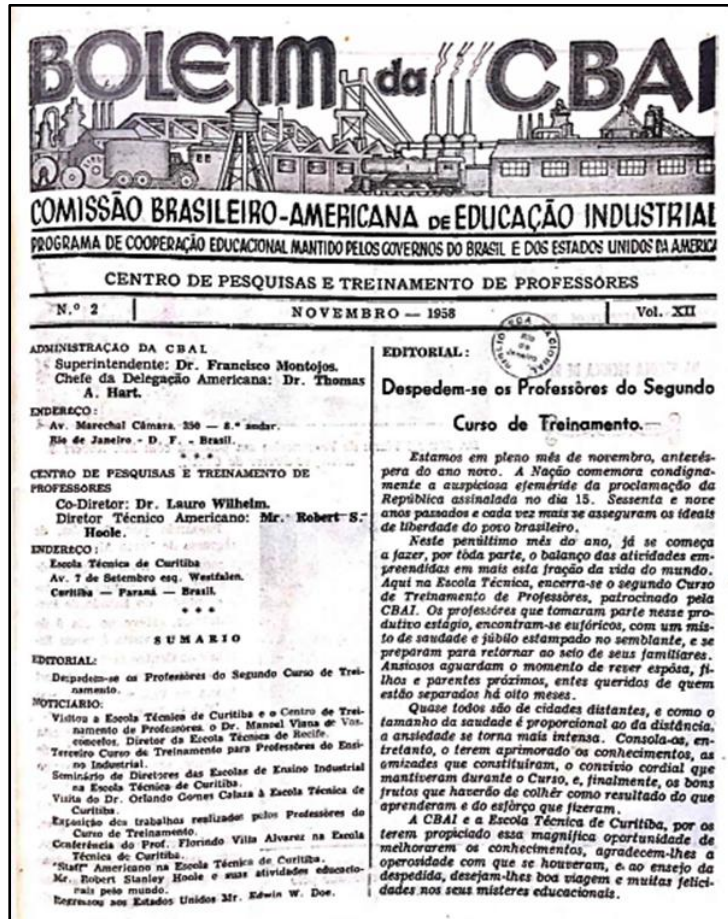 BOLETIM da CBAI
COMISSÃO BRASILEIRO-AMERICANA DE EDUCAÇÃO INDUSTRIAL
PROGRAMA DE COOPERAÇÃO EDUCACIONAL MANTIDO PELOS GOVERNOS DO BRASIL E DOS ESTADOS UNIDOS DA AMERICA
CENTRO DE PESQUISAS E TREINAMENTO DE PROFESSÔRES
N.º 2
NOVEMBRO — 1958
Vol. XII
ADMINISTRAÇÃO DA CBAI
Superintendente: Dr. Francisco Montojos.
Chefe da Delegação Americana: Dr. Thomas
A. Hart.
ENDEREÇO:
Av. Marechal Câmara, 350 — 8.º andar.
Rio de Janeiro - D. F. - Brasil.
* * *
CENTRO DE PESQUISAS E TREINAMENTO DE
PROFESSÔRES
Co-Diretor: Dr. Lauro Wilhelm.
Diretor Técnico Americano: Mr. Robert S.
Hoole.
ENDEREÇO:
Escola Técnica de Curitiba
Av. 7 de Setembro esq. Westfalen.
Curitiba — Paraná — Brasil.
* * *
SUMARIO
EDITORIAL:
Despedem-se os Professôres do Segundo Curso de Trei-
namento.
NOTICIARIO:
Visitou a Escola Técnica de Curitiba e o Centro de Trei-
namento de Professôres, o Dr. Manuel Viana de Vas-
concelos, Diretor da Escola Técnica de Recife.
Terceiro Curso de Treinamento para Professôres do Ensi-
no Industrial.
Seminário de Diretores das Escolas de Ensino Industrial
na Escola Técnica de Curitiba.
Visita do Dr. Orlando Gomes Calaza à Escola Técnica de
Curitiba.
Exposição dos trabalhos realizados pelos Professôres do
Curso de Treinamento.
Conferência do Prof. Florindo Villa Alvarez na Escola
Técnica de Curitiba.
"Staff" Americano na Escola Técnica de Curitiba.
Mr. Robert Stanley Hoole e suas atividades educacio-
nais pelo mundo.
Regressou aos Estados Unidos Mr. Edwin W. Doe.
EDITORIAL:
Rio de Janeiro
Despedem-se os Professôres do Segundo
Curso de Treinamento.—
Estamos em pleno mês de novembro, antevés-
pera do ano novo. A Nação comemora condigna-
mente a auspiciosa efeméride da proclamação da
República assinalada no dia 15. Sessenta e nove
anos passados e cada vez mais se asseguram os ideais
de liberdade do povo brasileiro.
Neste penúltimo mês do ano, já se começa
a fazer, por tôda parte, o balanço das atividades em-
preendidas em mais esta fração da vida do mundo.
Aqui na Escola Técnica, encerra-se o segundo Curso
de Treinamento de Professôres, patrocinado pela
CBAI. Os professôres que tomaram parte nesse pro-
dutivo estágio, encontram-se eufóricos, com um mis-
to de saudade e júbilo estampado no semblante, e se
preparam para retornar ao seio de seus familiares.
Ansiosos aguardam o momento de rever espôsa, fi-
lhos e parentes próximos, entes queridos de quem
estão separados há oito meses.
Quase todos são de cidades distantes, e como o
tamanho da saudade é proporcional ao da distância,
a ansiedade se torna mais intensa. Consola-os, en-
tretanto, o terem aprimorado os conhecimentos, as
amizades que constituíram, o convívio cordial que
mantiveram durante o Curso, e, finalmente, os bons
frutos que haverão de colhêr como resultado do que
aprenderam e do esfôrço que fizeram.
A CBAI e a Escola Técnica de Curitiba, por os
terem propiciado essa magnífica oportunidade de
melhorarem os conhecimentos, agradecem-lhes a
operosidade com que se houveram, e, ao ensejo da
despedida, desejam-lhes boa viagem e muitas felici-
dades nos seus misteres educacionais.